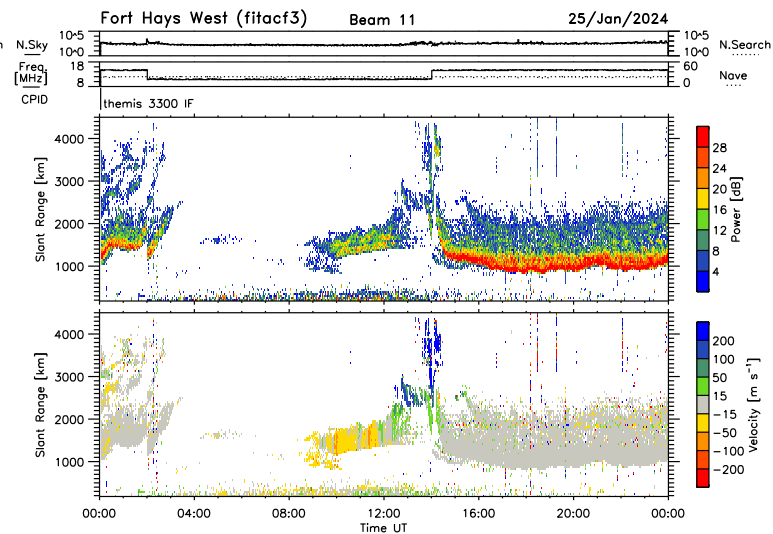 Fort Hays West (fitacf3) Beam 11 25/Jan/2024
n N.Sky 10^5 10^0 10^5 10^0 N.Search
Freq. [MHz] 18 8 60 0 Nave
CPID themis 3300 IF
Slant Range [km]
4000
3000
2000
1000
28
24
20
16
12
8
4
Power [dB]
Slant Range [km]
4000
3000
2000
1000
200
100
50
15
-15
-50
-100
-200
Velocity [m s⁻¹]
00:00 04:00 08:00 12:00 16:00 20:00 00:00
Time UT